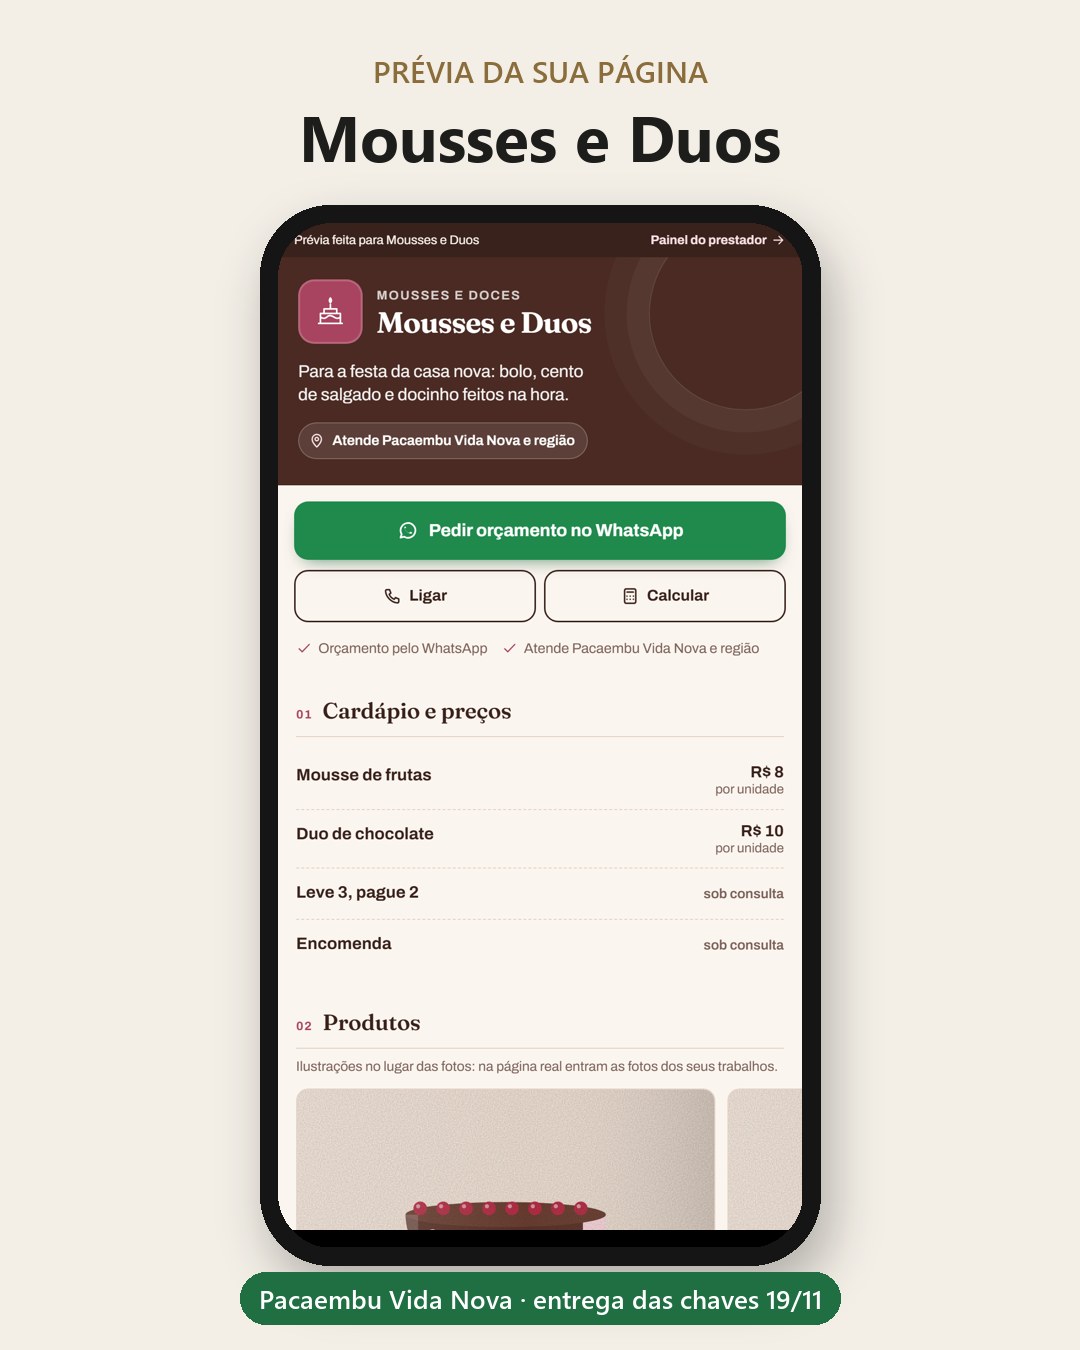 PRÉVIA DA SUA PÁGINA
Mousses e Duos
Prévia feita para Mousses e Duos
Painel do prestador →
MOUSSES E DOCES
Mousses e Duos
Para a festa da casa nova: bolo, cento
de salgado e docinho feitos na hora.
Atende Pacaembu Vida Nova e região
Pedir orçamento no WhatsApp
Ligar
Calcular
Orçamento pelo WhatsApp
Atende Pacaembu Vida Nova e região
01 Cardápio e preços
Mousse de frutas
R$ 8
por unidade
Duo de chocolate
R$ 10
por unidade
Leve 3, pague 2
sob consulta
Encomenda
sob consulta
02 Produtos
Ilustrações no lugar das fotos: na página real entram as fotos dos seus trabalhos.
Pacaembu Vida Nova · entrega das chaves 19/11